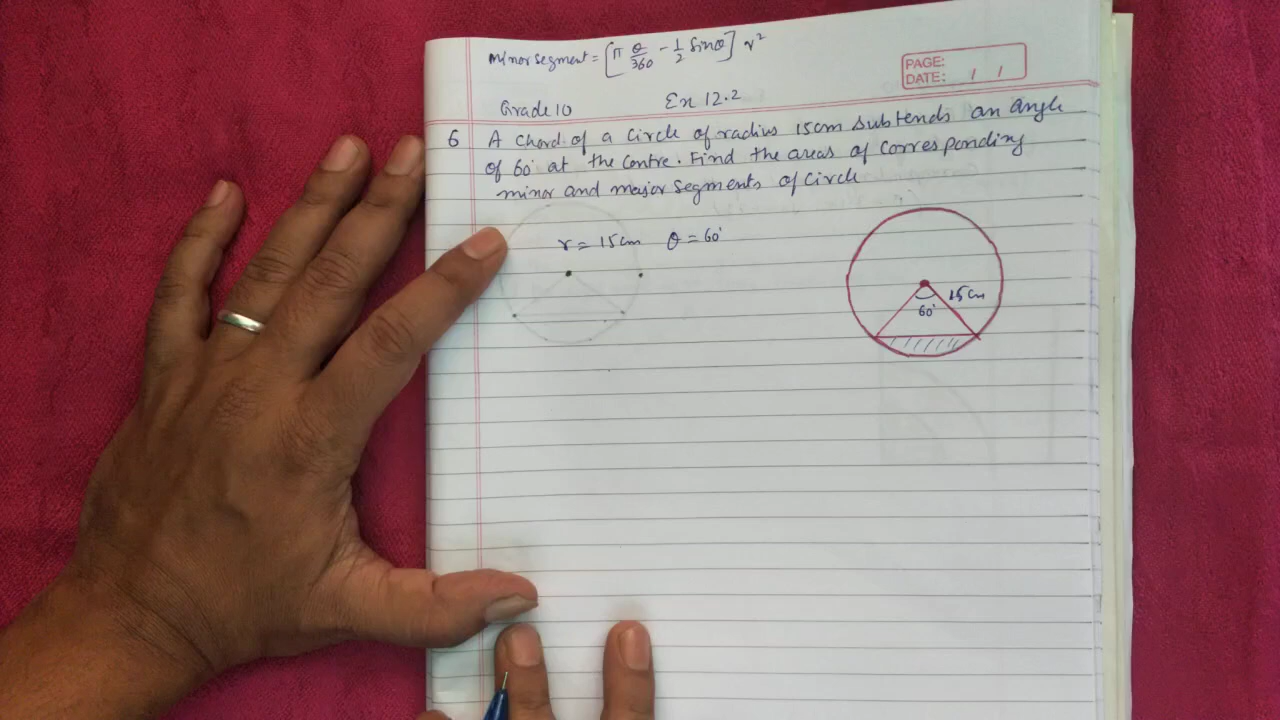 minor segment = [π θ/360 - 1/2 sinθ] r²
PAGE:
DATE: / /
Grade 10 Ex 12.2
6 A chord of a circle of radius 15cm subtends an angle
of 60° at the centre. Find the areas of corresponding
minor and major segments of circle
r = 15cm θ = 60°
15cm
60°